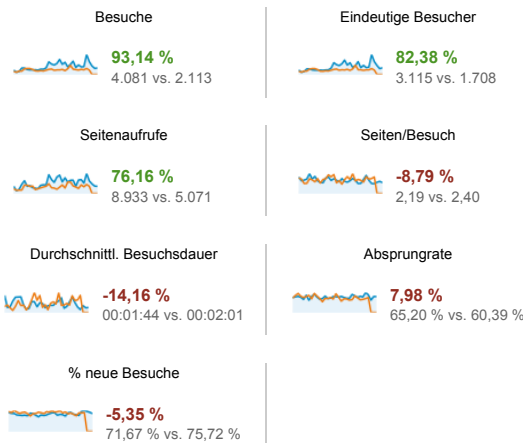 Besuche
93,14 %
4.081 vs. 2.113
Eindeutige Besucher
82,38 %
3.115 vs. 1.708
Seitenaufrufe
76,16 %
8.933 vs. 5.071
Seiten/Besuch
-8,79 %
2,19 vs. 2,40
Durchschnittl. Besuchsdauer
-14,16 %
00:01:44 vs. 00:02:01
Absprungrate
7,98 %
65,20 % vs. 60,39 %
% neue Besuche
-5,35 %
71,67 % vs. 75,72 %